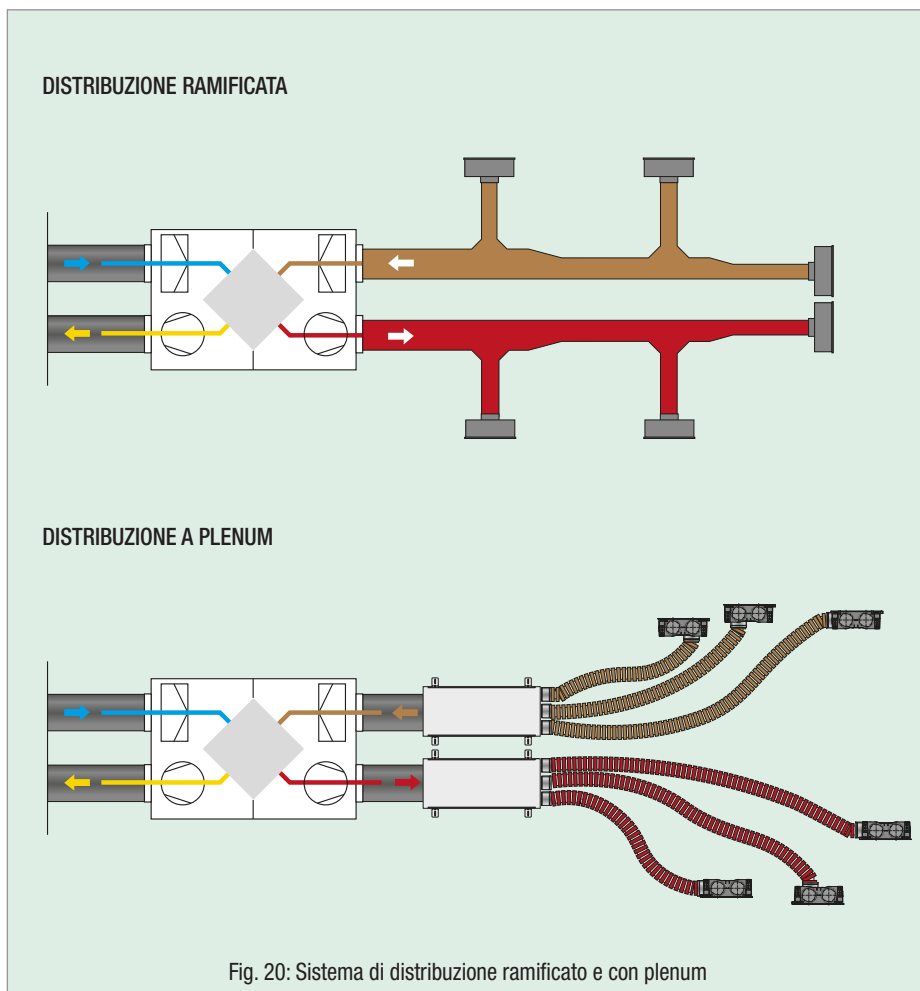 DISTRIBUZIONE RAMIFICATA
DISTRIBUZIONE A PLENUM
Fig. 20: Sistema di distribuzione ramificato e con plenum